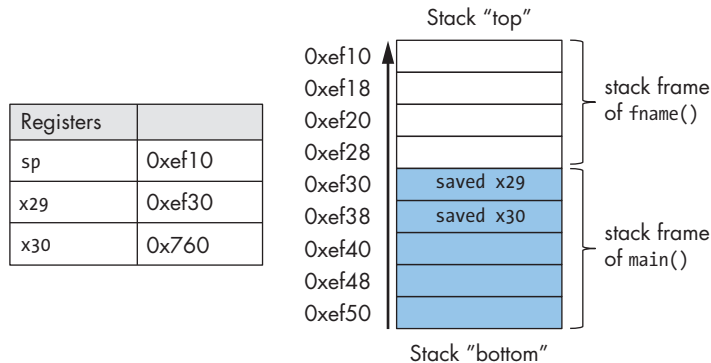 Registers
sp 0xef10
x29 0xef30
x30 0x760
Stack "top"
0xef10
0xef18
0xef20
0xef28
0xef30 saved x29
0xef38 saved x30
0xef40
0xef48
0xef50
Stack "bottom"
stack frame
of fname()
stack frame
of main()